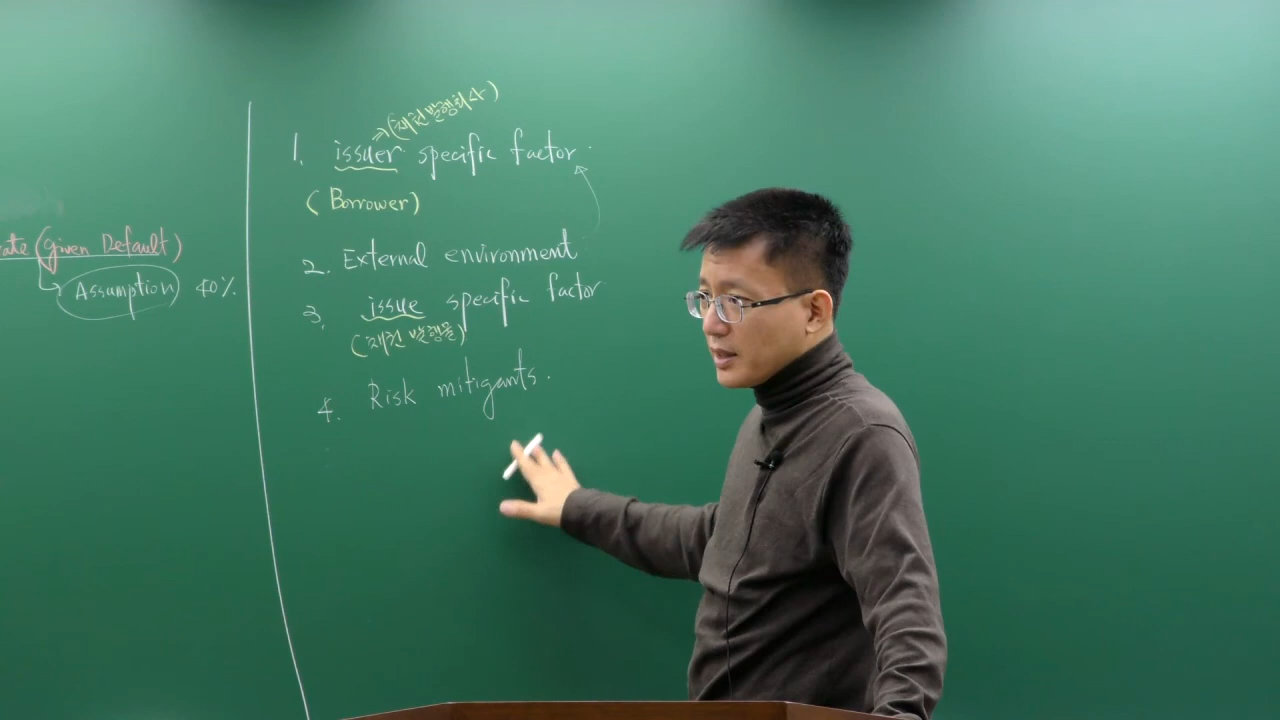 ate (given Default)
Assumption 40%
⇒(채권발행회사)
1. issuer specific factor.
(Borrower)
2. External environment
3. issue specific factor
(채권 발행물)
4. Risk mitigants.